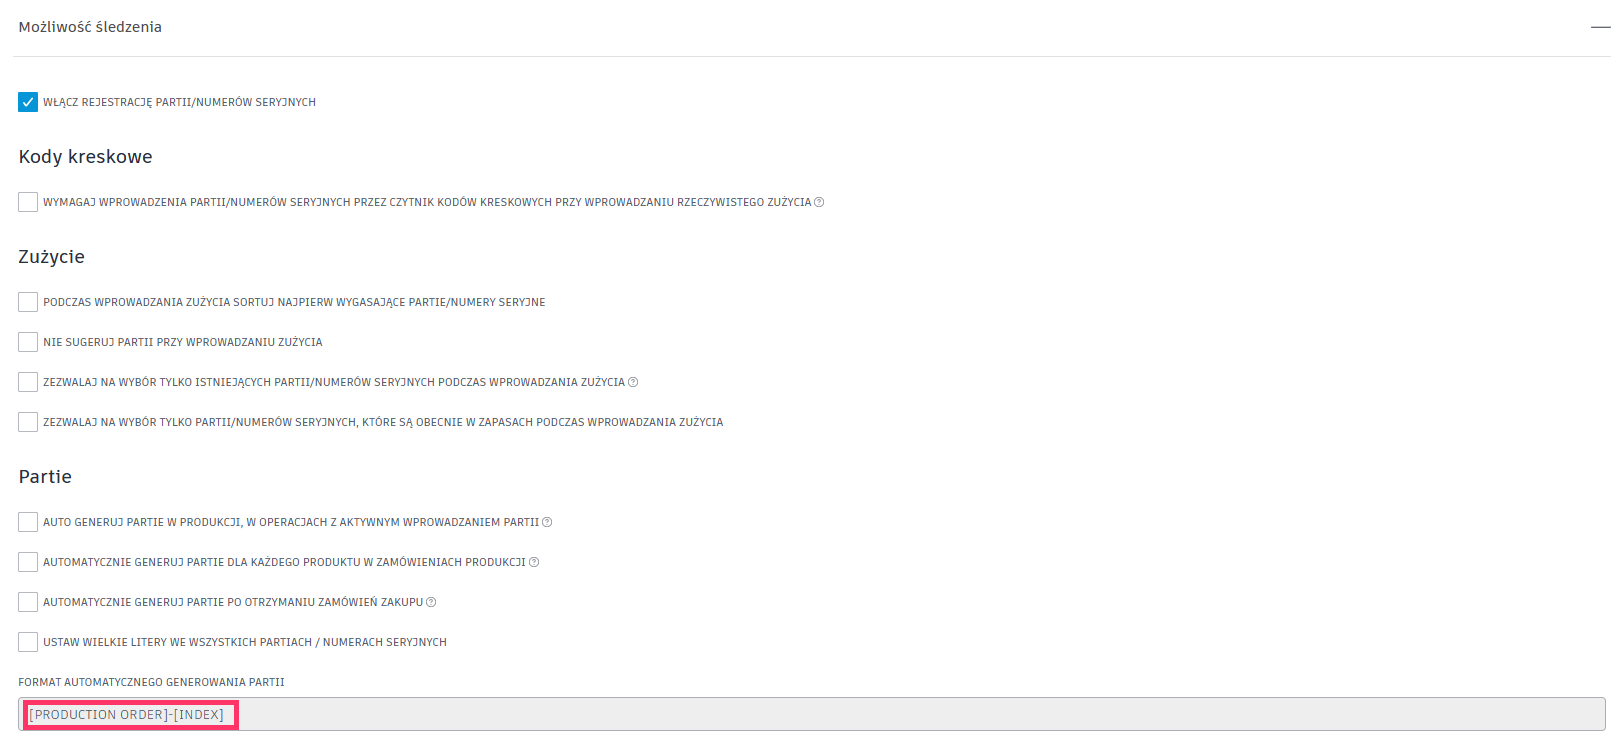 Możliwość śledzenia
WŁĄCZ REJESTRACJĘ PARTII/NUMERÓW SERYJNYCH
Kody kreskowe
WYMAGAJ WPROWADZENIA PARTII/NUMERÓW SERYJNYCH PRZEZ CZYTNIK KODÓW KRESKOWYCH PRZY WPROWADZANIU RZECZYWISTEGO ZUŻYCIA
Zużycie
PODCZAS WPROWADZANIA ZUŻYCIA SORTUJ NAJPIERW WYGASAJĄCE PARTIE/NUMERY SERYJNE
NIE SUGERUJ PARTII PRZY WPROWADZANIU ZUŻYCIA
ZEZWALAJ NA WYBÓR TYLKO ISTNIEJĄCYCH PARTII/NUMERÓW SERYJNYCH PODCZAS WPROWADZANIA ZUŻYCIA
ZEZWALAJ NA WYBÓR TYLKO PARTII/NUMERÓW SERYJNYCH, KTÓRE SĄ OBECNIE W ZAPASACH PODCZAS WPROWADZANIA ZUŻYCIA
Partie
AUTO GENERUJ PARTIE W PRODUKCJI, W OPERACJACH Z AKTYWNYM WPROWADZANIEM PARTII
AUTOMATYCZNIE GENERUJ PARTIE DLA KAŻDEGO PRODUKTU W ZAMÓWIENIACH PRODUKCJI
AUTOMATYCZNIE GENERUJ PARTIE PO OTRZYMANIU ZAMÓWIEŃ ZAKUPU
USTAW WIELKIE LITERY WE WSZYSTKICH PARTIACH / NUMERACH SERYJNYCH
FORMAT AUTOMATYCZNEGO GENEROWANIA PARTII
[PRODUCTION ORDER]-[INDEX]